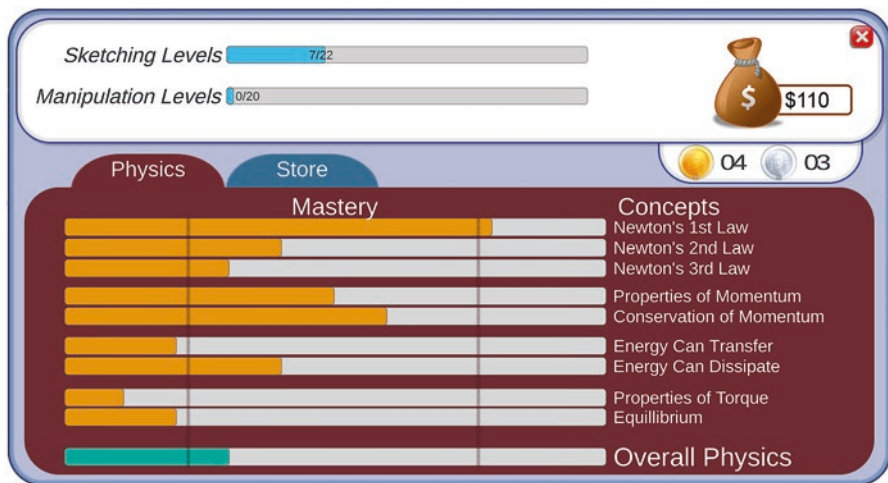 Sketching Levels 7/22
Manipulation Levels 0/20
$
$110
04 03
Physics Store
Mastery Concepts
Newton's 1st Law
Newton's 2nd Law
Newton's 3rd Law
Properties of Momentum
Conservation of Momentum
Energy Can Transfer
Energy Can Dissipate
Properties of Torque
Equillibrium
Overall Physics